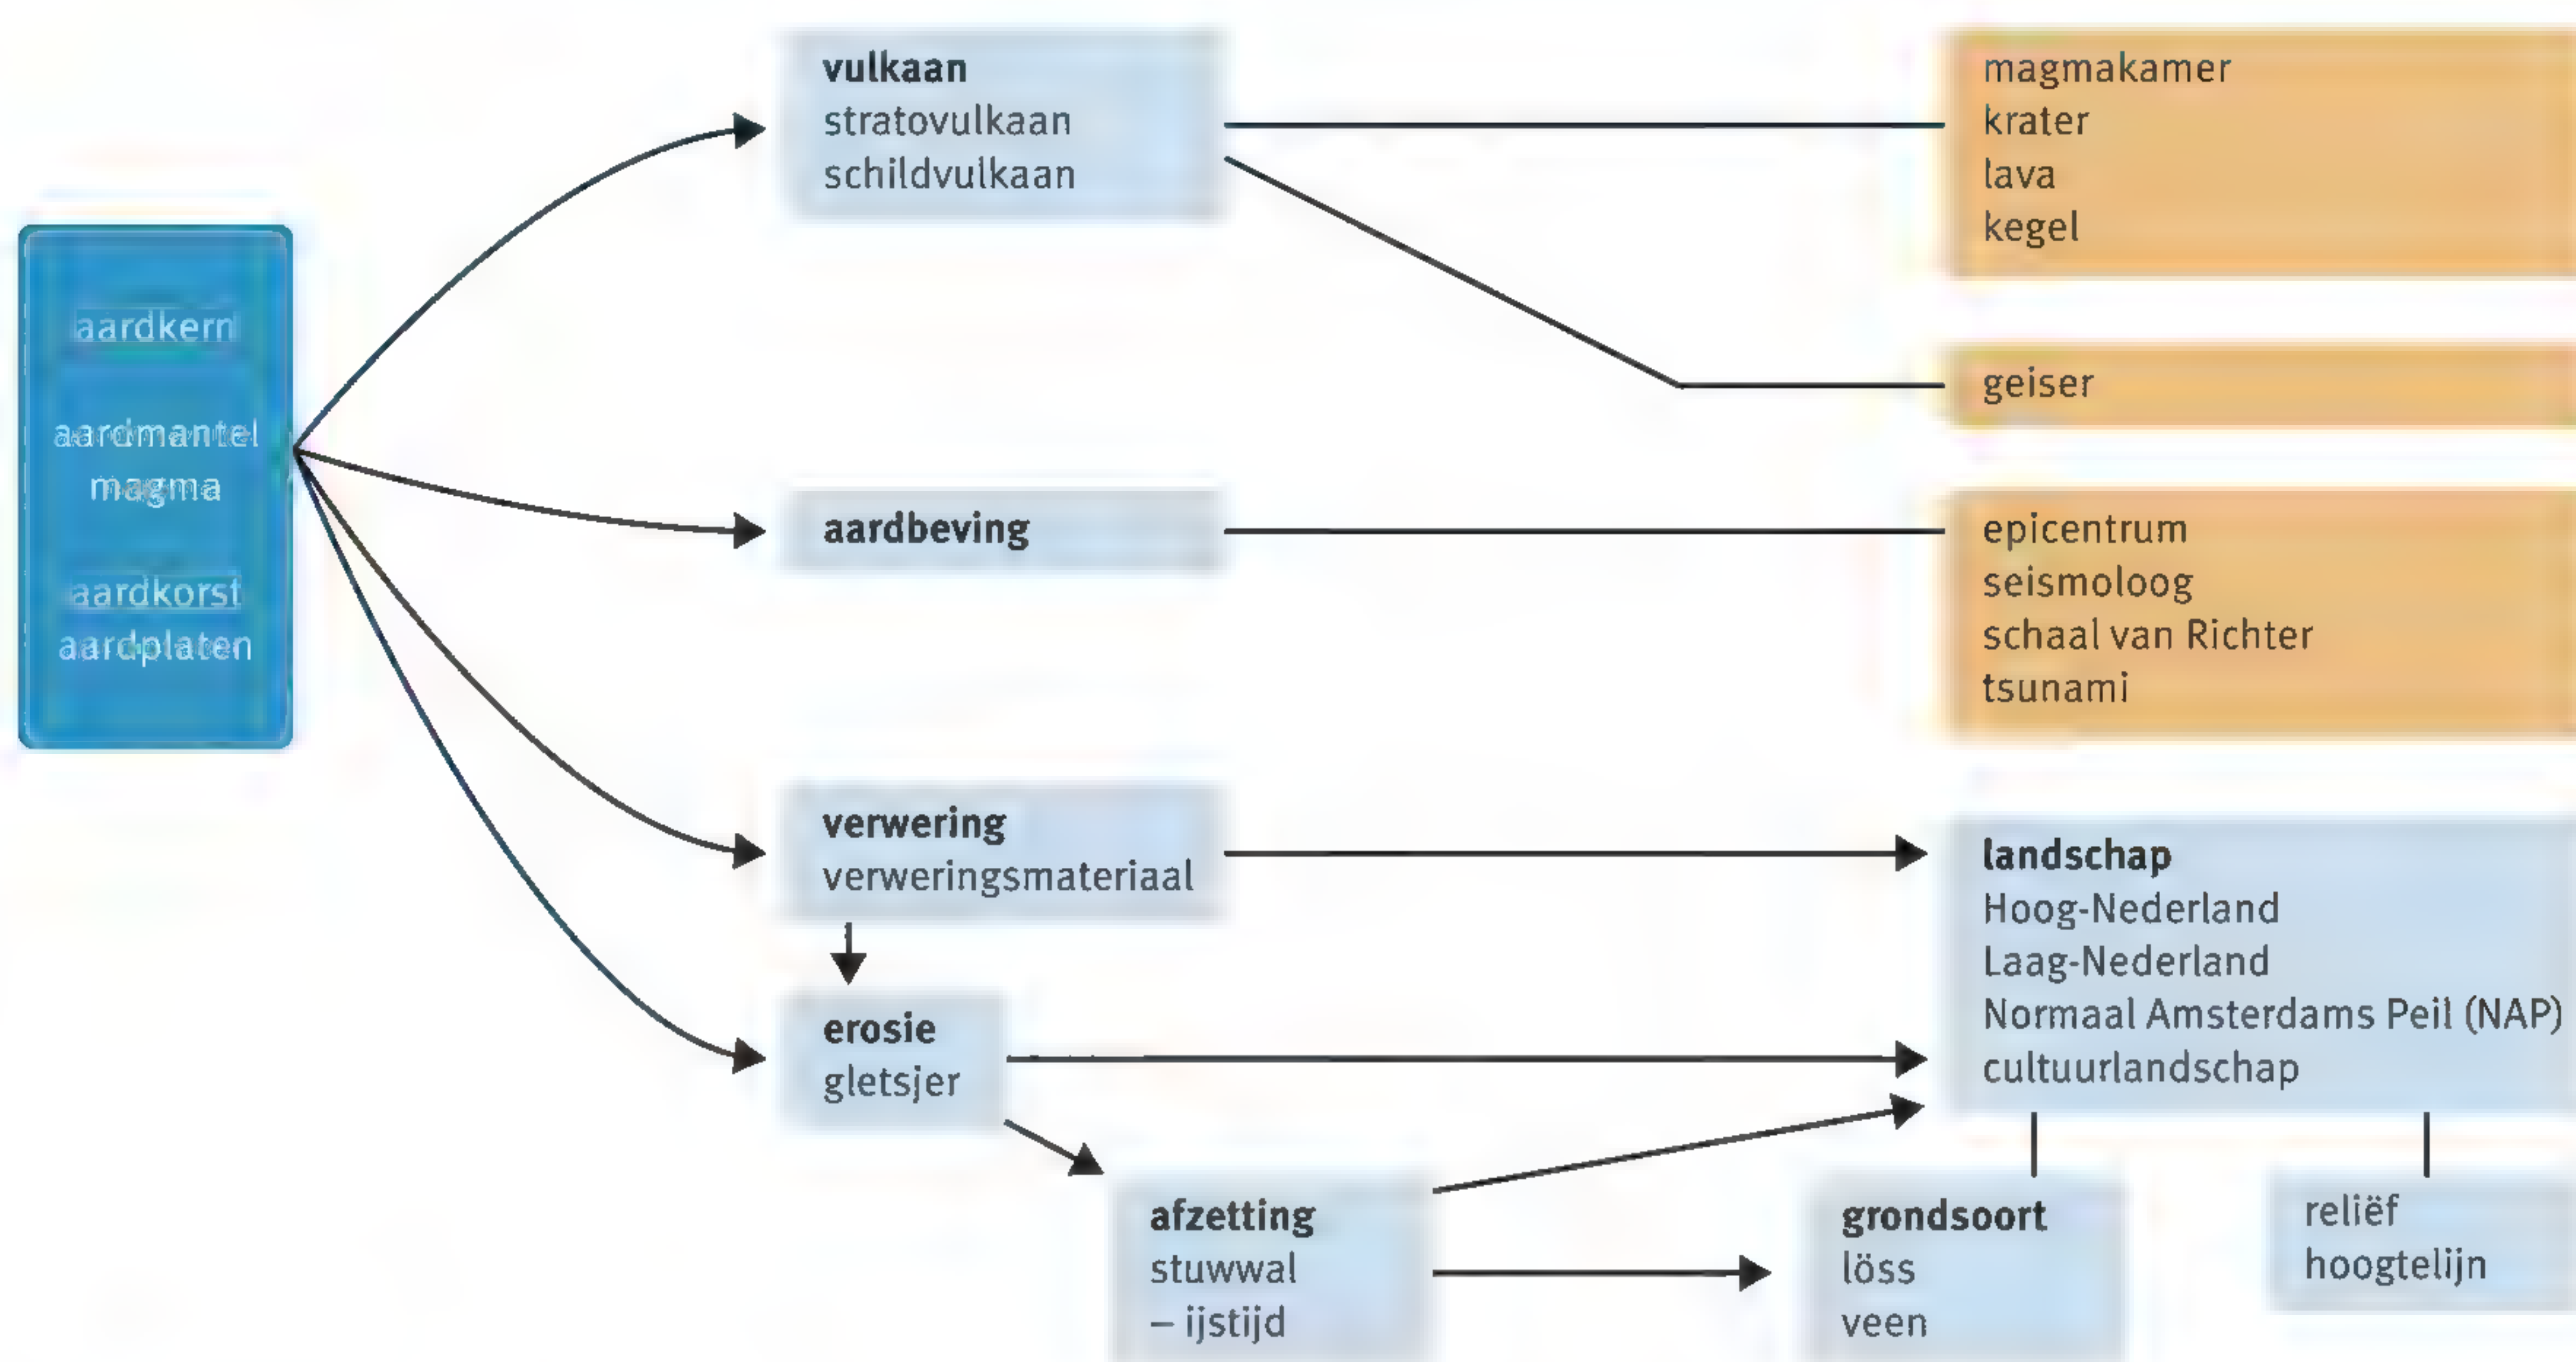 aardkern
aardmantel
magma
aardkorst
aardplaten
vulkaan
stratovulkaan
schildvulkaan
magmakamer
krater
lava
kegel
geiser
aardbeving
epicentrum
seismoloog
schaal van Richter
tsunami
verwering
verweringsmateriaal
erosie
gletsjer
landschap
Hoog-Nederland
Laag-Nederland
Normaal Amsterdams Peil (NAP)
cultuurlandschap
afzetting
stuwwal
– ijstijd
grondsoort
löss
veen
reliëf
hoogtelijn